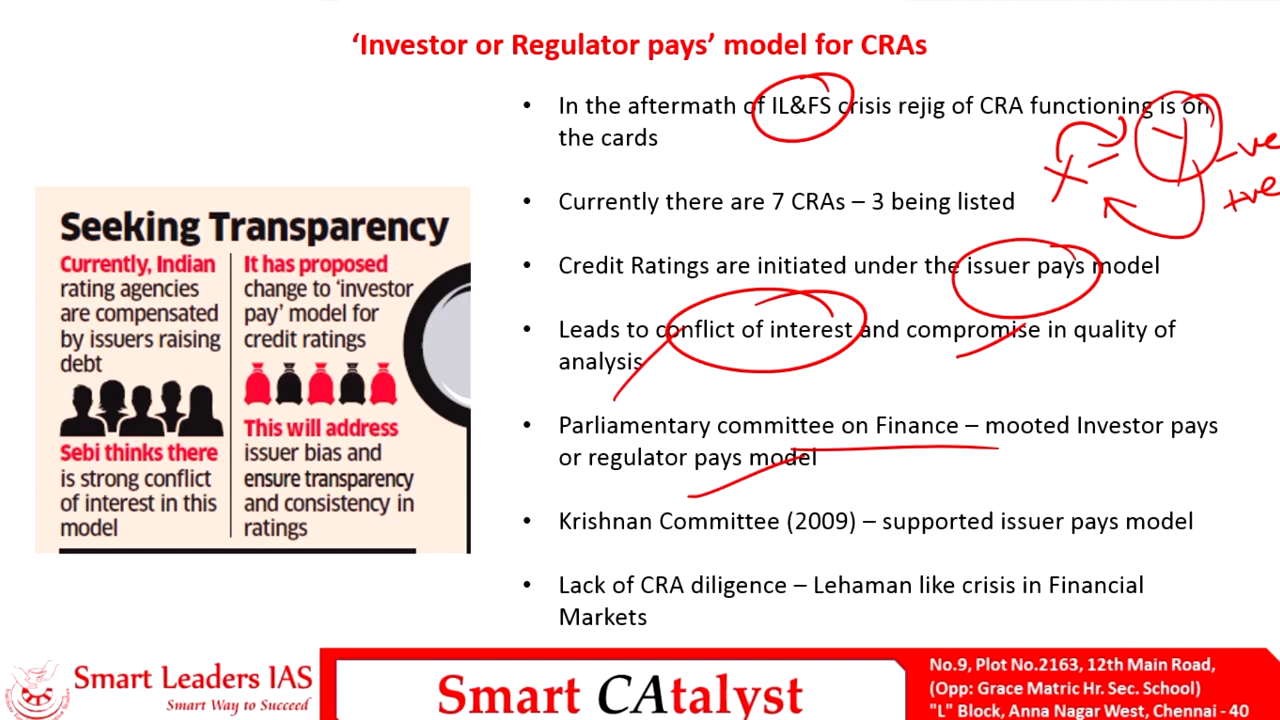 ‘Investor or Regulator pays’ model for CRAs
• In the aftermath of IL&FS crisis rejig of CRA functioning is on
the cards
• Currently there are 7 CRAs – 3 being listed
• Credit Ratings are initiated under the issuer pays model
• Leads to conflict of interest and compromise in quality of
analysis
• Parliamentary committee on Finance – mooted Investor pays
or regulator pays model
• Krishnan Committee (2009) – supported issuer pays model
• Lack of CRA diligence – Lehaman like crisis in Financial
Markets
X
Y
-ve
+ve
Seeking Transparency
Currently, Indian
rating agencies
are compensated
by issuers raising
debt
Sebi thinks there
is strong conflict
of interest in this
model
It has proposed
change to ‘investor
pay’ model for
credit ratings
This will address
issuer bias and
ensure transparency
and consistency in
ratings
Smart Leaders IAS
Smart Way to Succeed
Smart CAtalyst
No.9, Plot No.2163, 12th Main Road,
(Opp: Grace Matric Hr. Sec. School)
"L" Block, Anna Nagar West, Chennai - 40